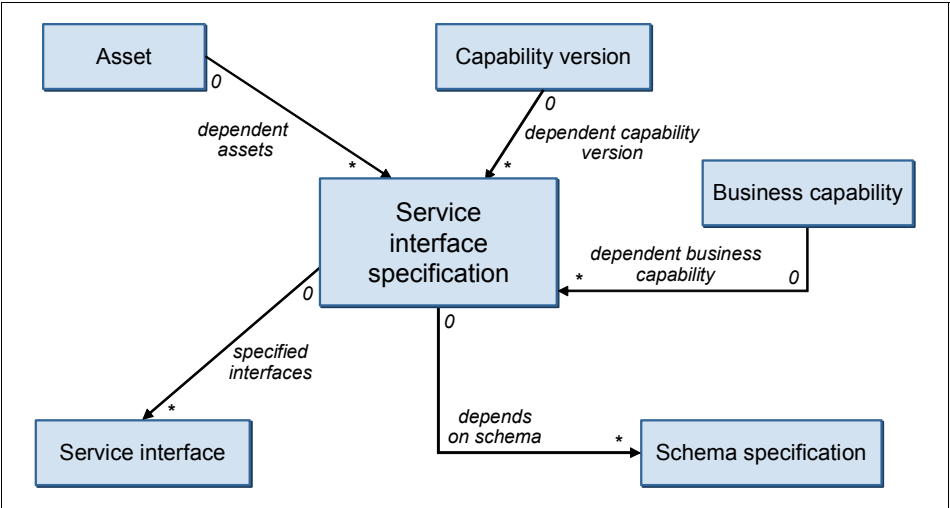 Asset
Capability version
0
0
dependent
assets
dependent capability
version
*
*
Business capability
Service
interface
specification
dependent business
capability
*
0
0
0
specified
interfaces
*
depends
on schema
*
Service interface
Schema specification